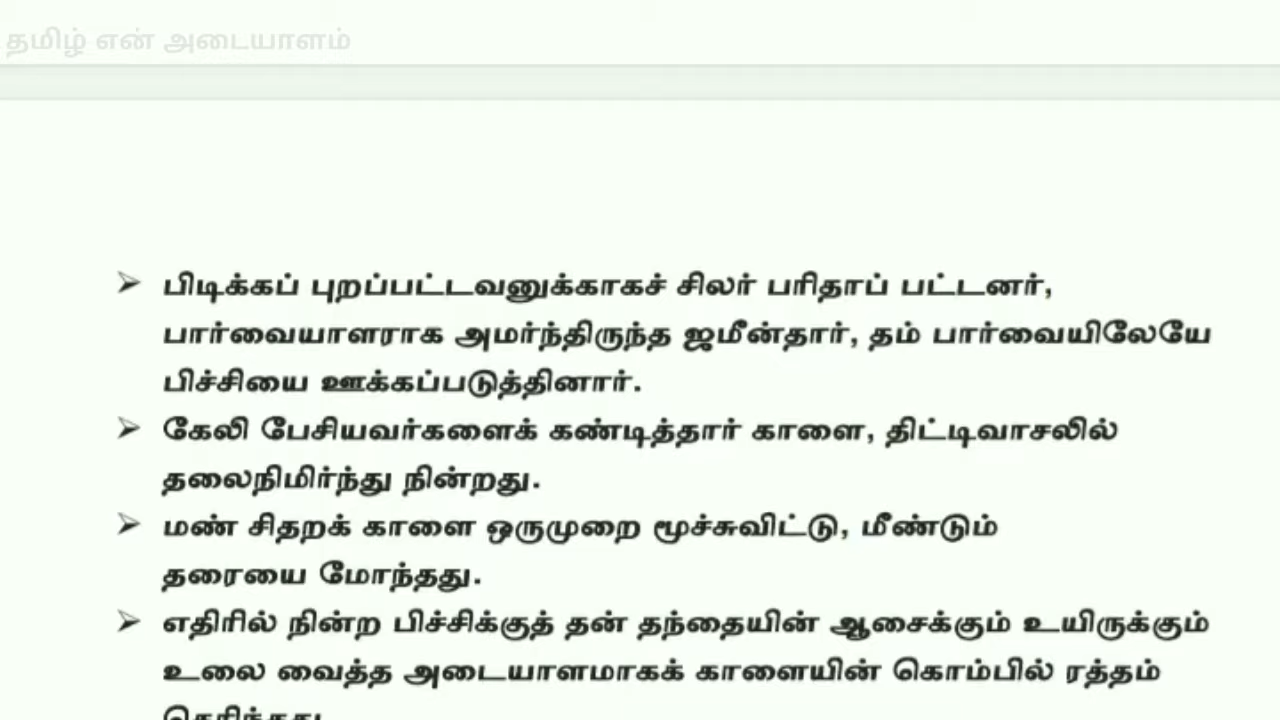 தமிழ் என் அடையாளம்
பிடிக்கப் புறப்பட்டவனுக்காகச் சிலர் பரிதாப் பட்டனர்,
பார்வையாளராக அமர்ந்திருந்த ஜமீன்தார், தம் பார்வையிலேயே
பிச்சியை ஊக்கப்படுத்தினார்.
கேலி பேசியவர்களைக் கண்டித்தார் காளை, திட்டிவாசலில்
தலைநிமிர்ந்து நின்றது.
மண் சிதறக் காளை ஒருமுறை மூச்சுவிட்டு, மீண்டும்
தரையை மோந்தது.
எதிரில் நின்ற பிச்சிக்குத் தன் தந்தையின் ஆசைக்கும் உயிருக்கும்
உலை வைத்த அடையாளமாகக் காளையின் கொம்பில் ரத்தம்